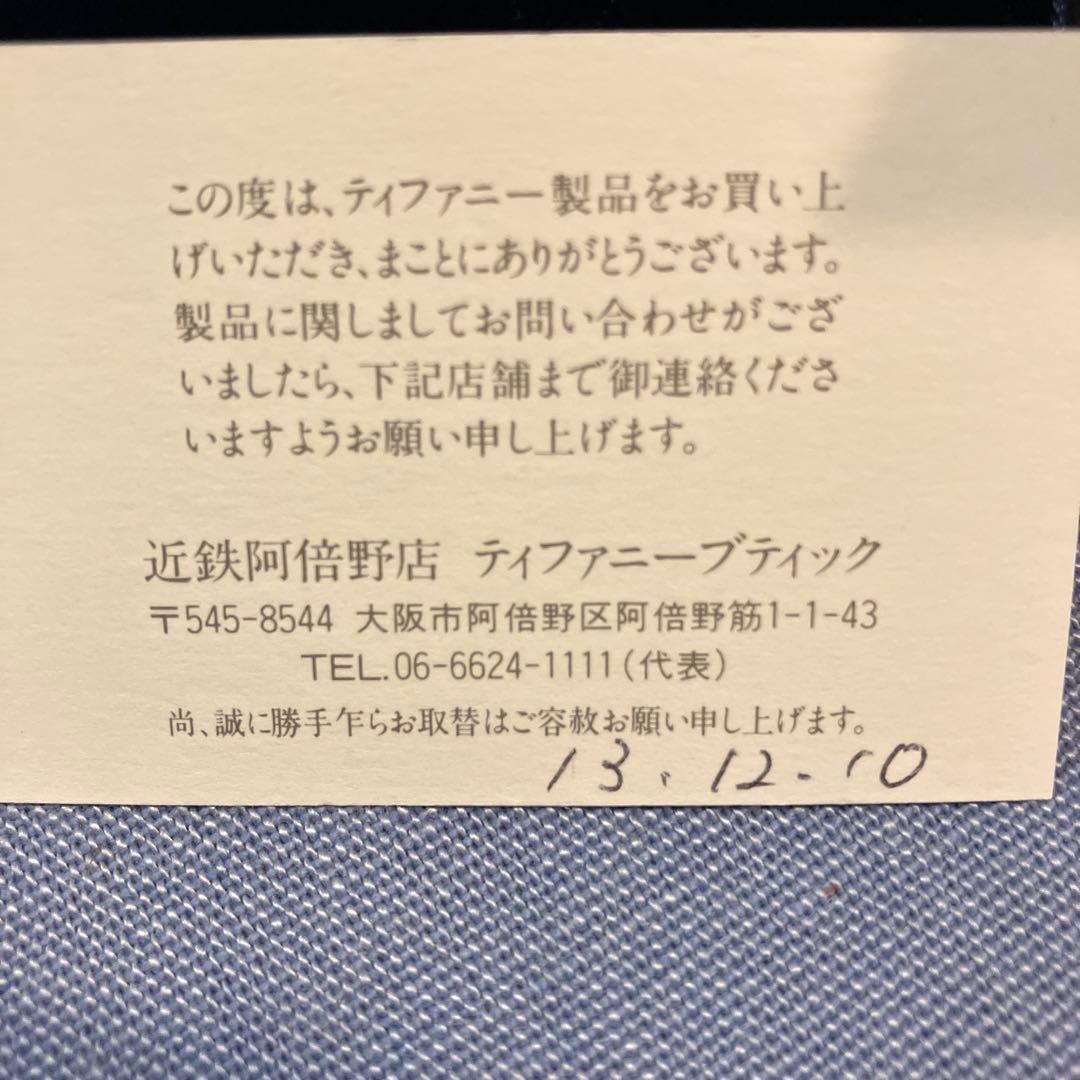 この度は、ティファニー製品をお買い上
げいただき、まことにありがとうございます。
製品に関しましてお問い合わせがござ
いましたら、下記店舗まで御連絡くださ
いますようお願い申し上げます。
近鉄阿倍野店 ティファニーブティック
〒545-8544 大阪市阿倍野区阿倍野筋1-1-43
TEL.06-6624-1111(代表)
尚、誠に勝手乍らお取替はご容赦お願い申し上げます。
13.12.10